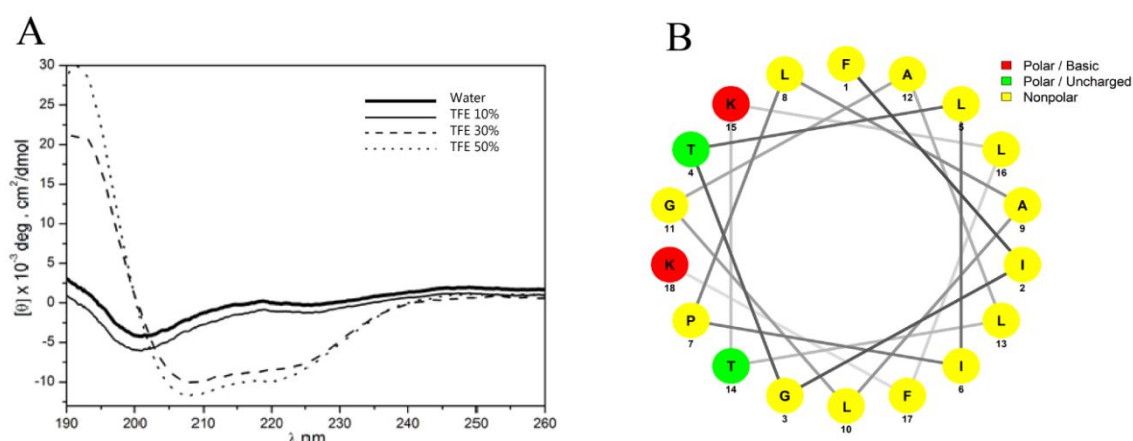 A
30
25
20
15
10
5
0
-5
-10
[θ] x 10⁻³ deg . cm²/dmol
Water
TFE 10%
TFE 30%
TFE 50%
190 200 210 220 230 240 250 260
λ nm
B
Polar / Basic
Polar / Uncharged
Nonpolar
F
1
A
12
L
5
L
16
A
9
I
2
L
13
I
6
F
17
L
10
G
3
T
14
P
7
K
18
G
11
T
4
K
15
L
8